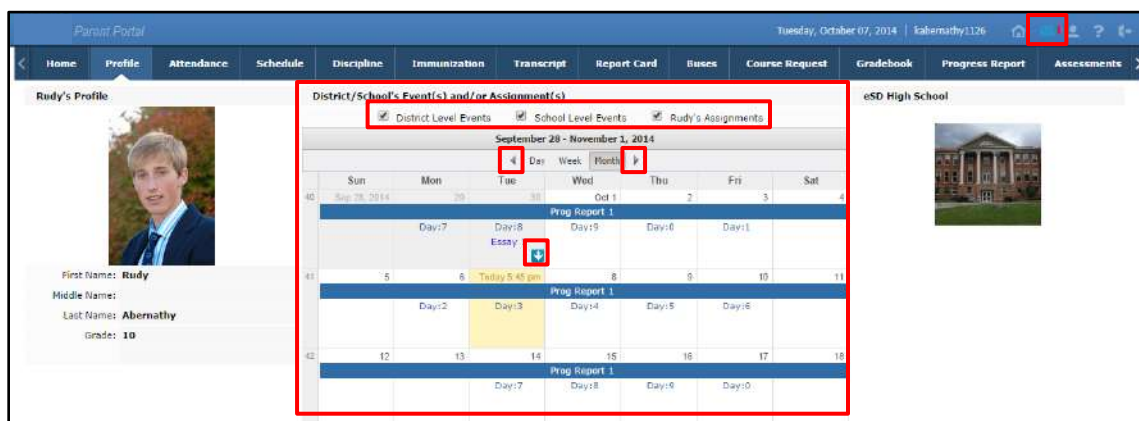 Parent Portal
Tuesday, October 07, 2014 | kabernathy1126
Home Profile Attendance Schedule Discipline Immunization Transcript Report Card Buses Course Request Gradebook Progress Report Assessments
Rudy's Profile
First Name: Rudy
Middle Name:
Last Name: Abernathy
Grade: 10
District/School's Event(s) and/or Assignment(s)
District Level Events School Level Events Rudy's Assignments
September 28 - November 1, 2014
Day Week Month
Sun Mon Tue Wed Thu Fri Sat
40 Sep 28, 2014 29 30 Oct 1 2 3 4
Prog Report 1
Day:7 Day:8 Day:9 Day:0 Day:1
Essay
41 5 6 Today 5:45 pm 8 9 10 11
Prog Report 1
Day:2 Day:3 Day:4 Day:5 Day:6
42 12 13 14 15 16 17 18
Prog Report 1
Day:7 Day:8 Day:9 Day:0
eSD High School